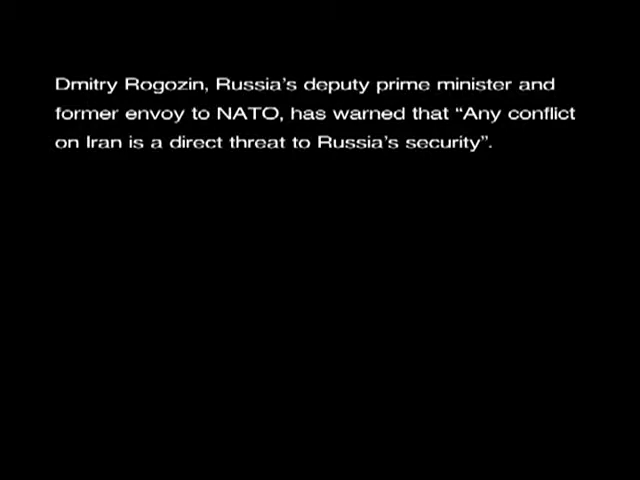 Dmitry Rogozin, Russia's deputy prime minister and
former envoy to NATO, has warned that “Any conflict
on Iran is a direct threat to Russia's security”.